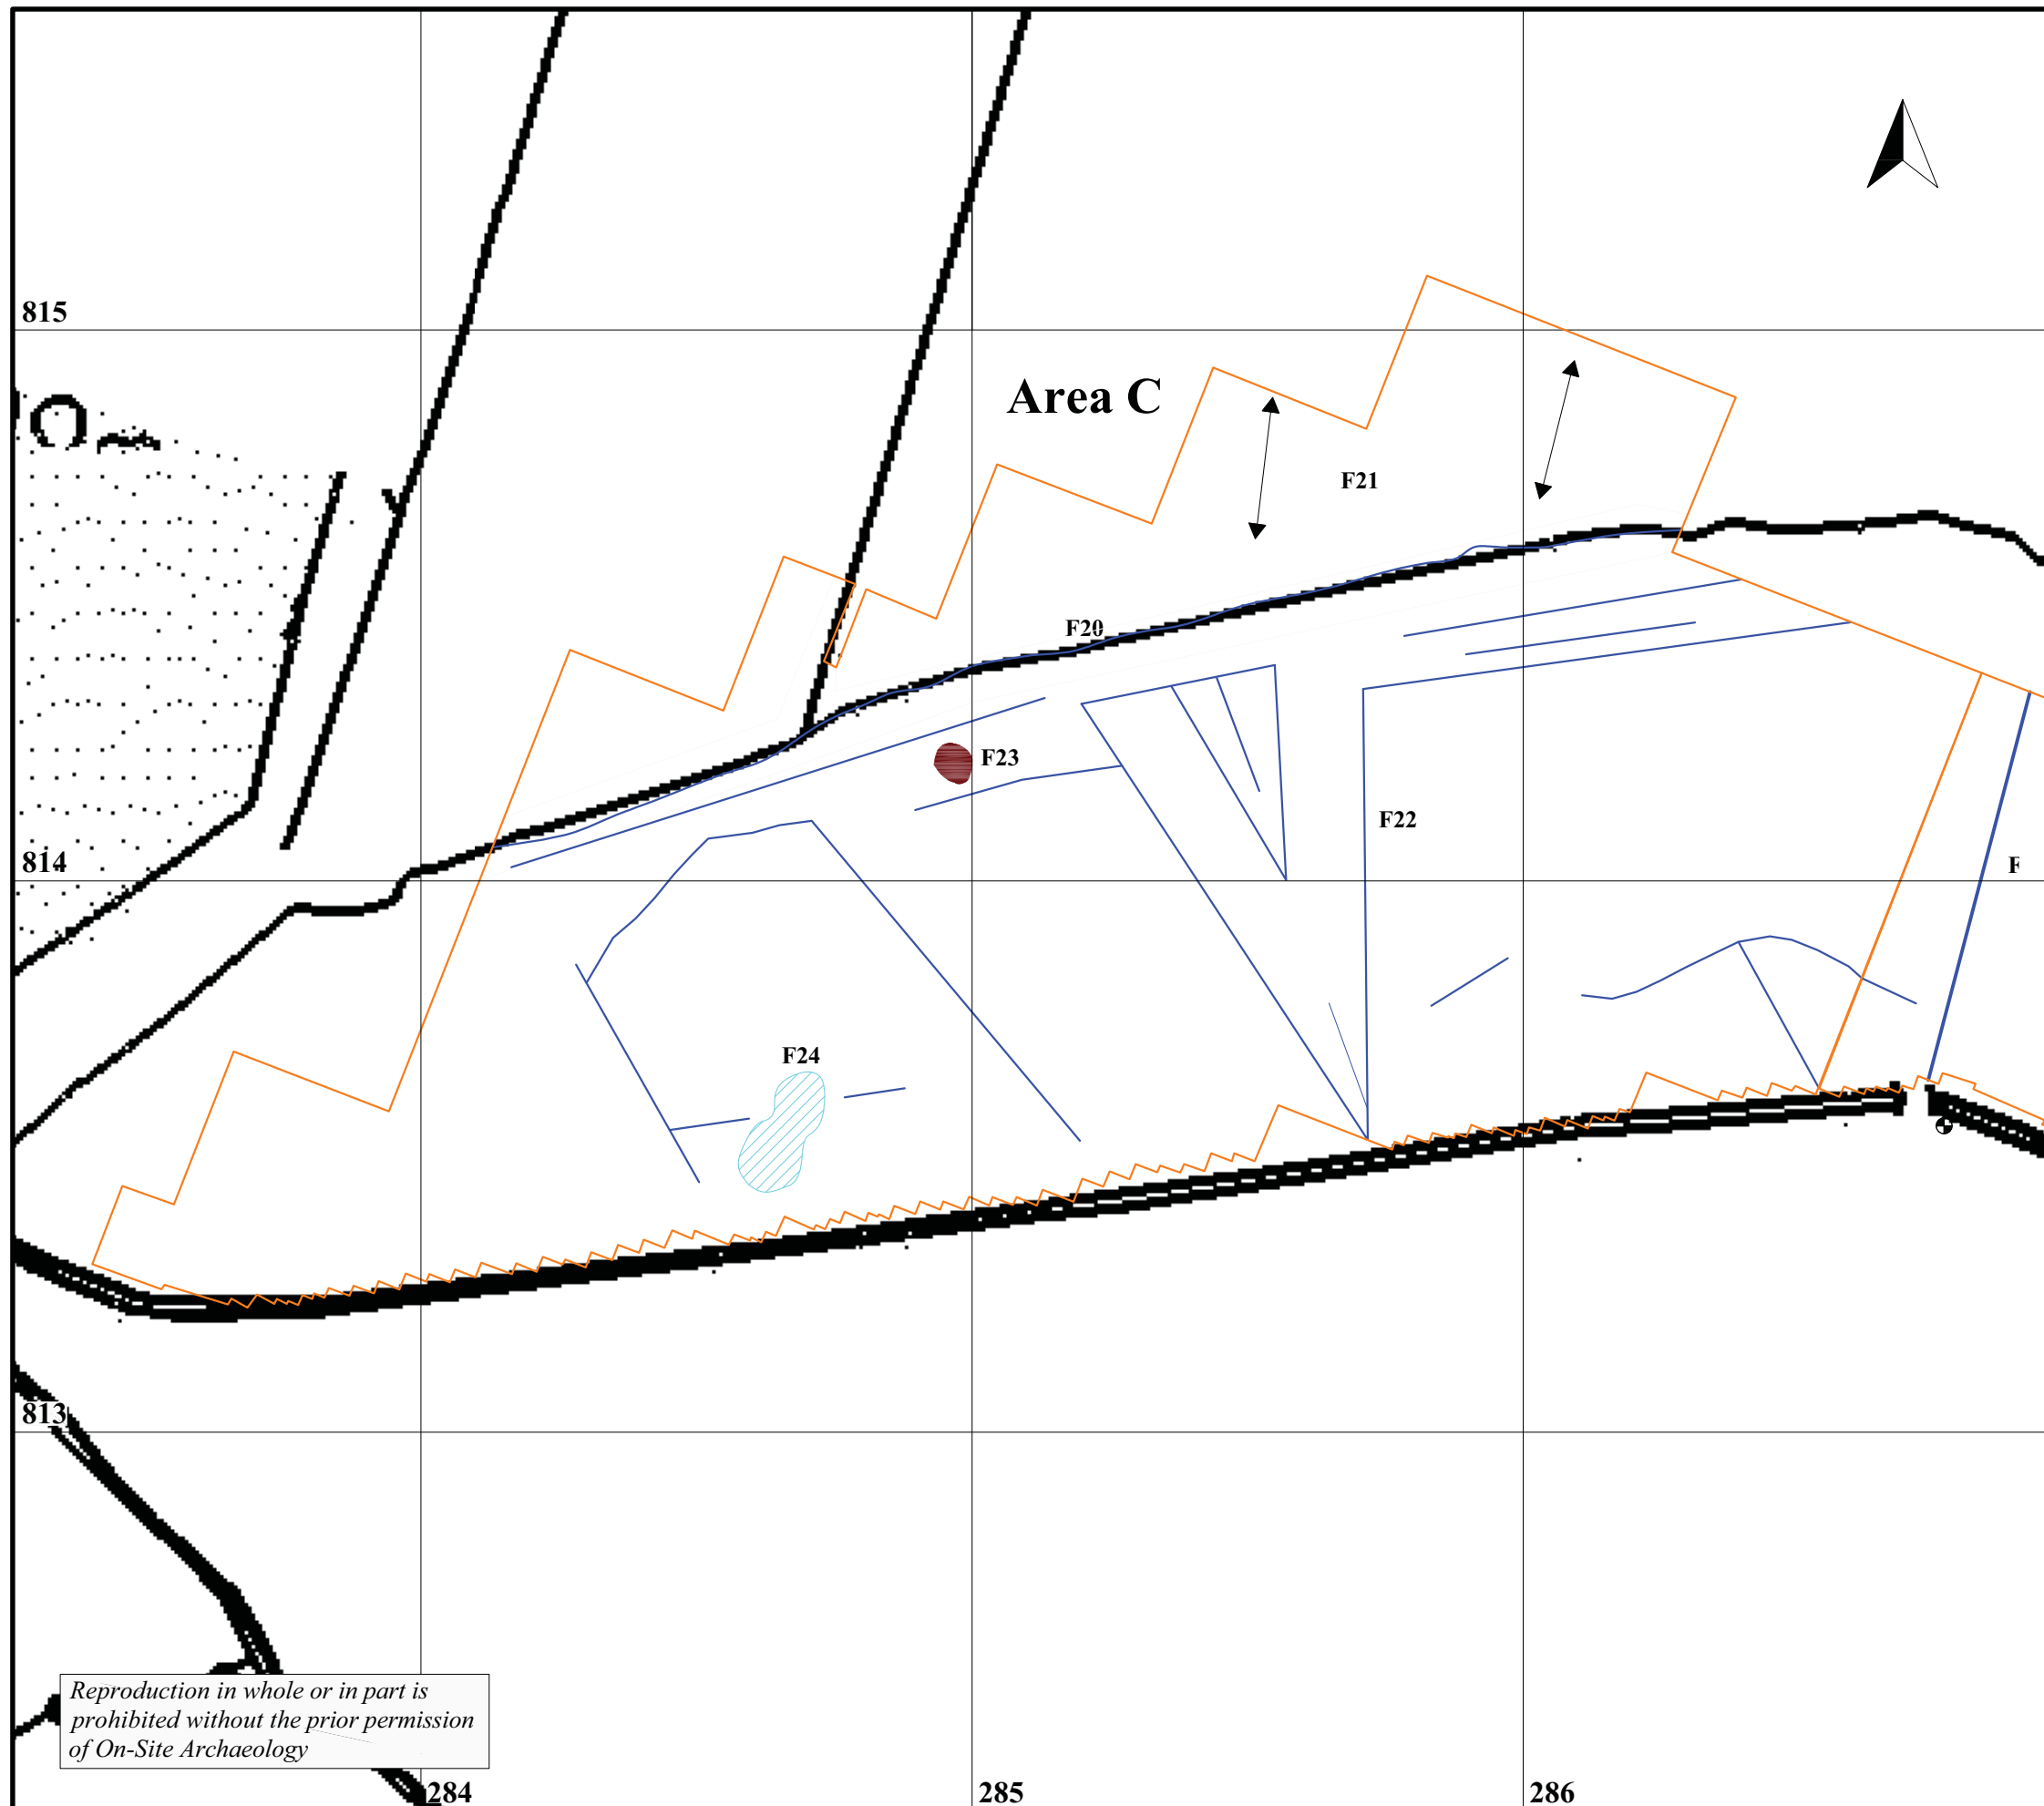 815
Area C
F21
F20
F23
F22
814
F
F24
813
Reproduction in whole or in part is
prohibited without the prior permission
of On-Site Archaeology
284
285
286